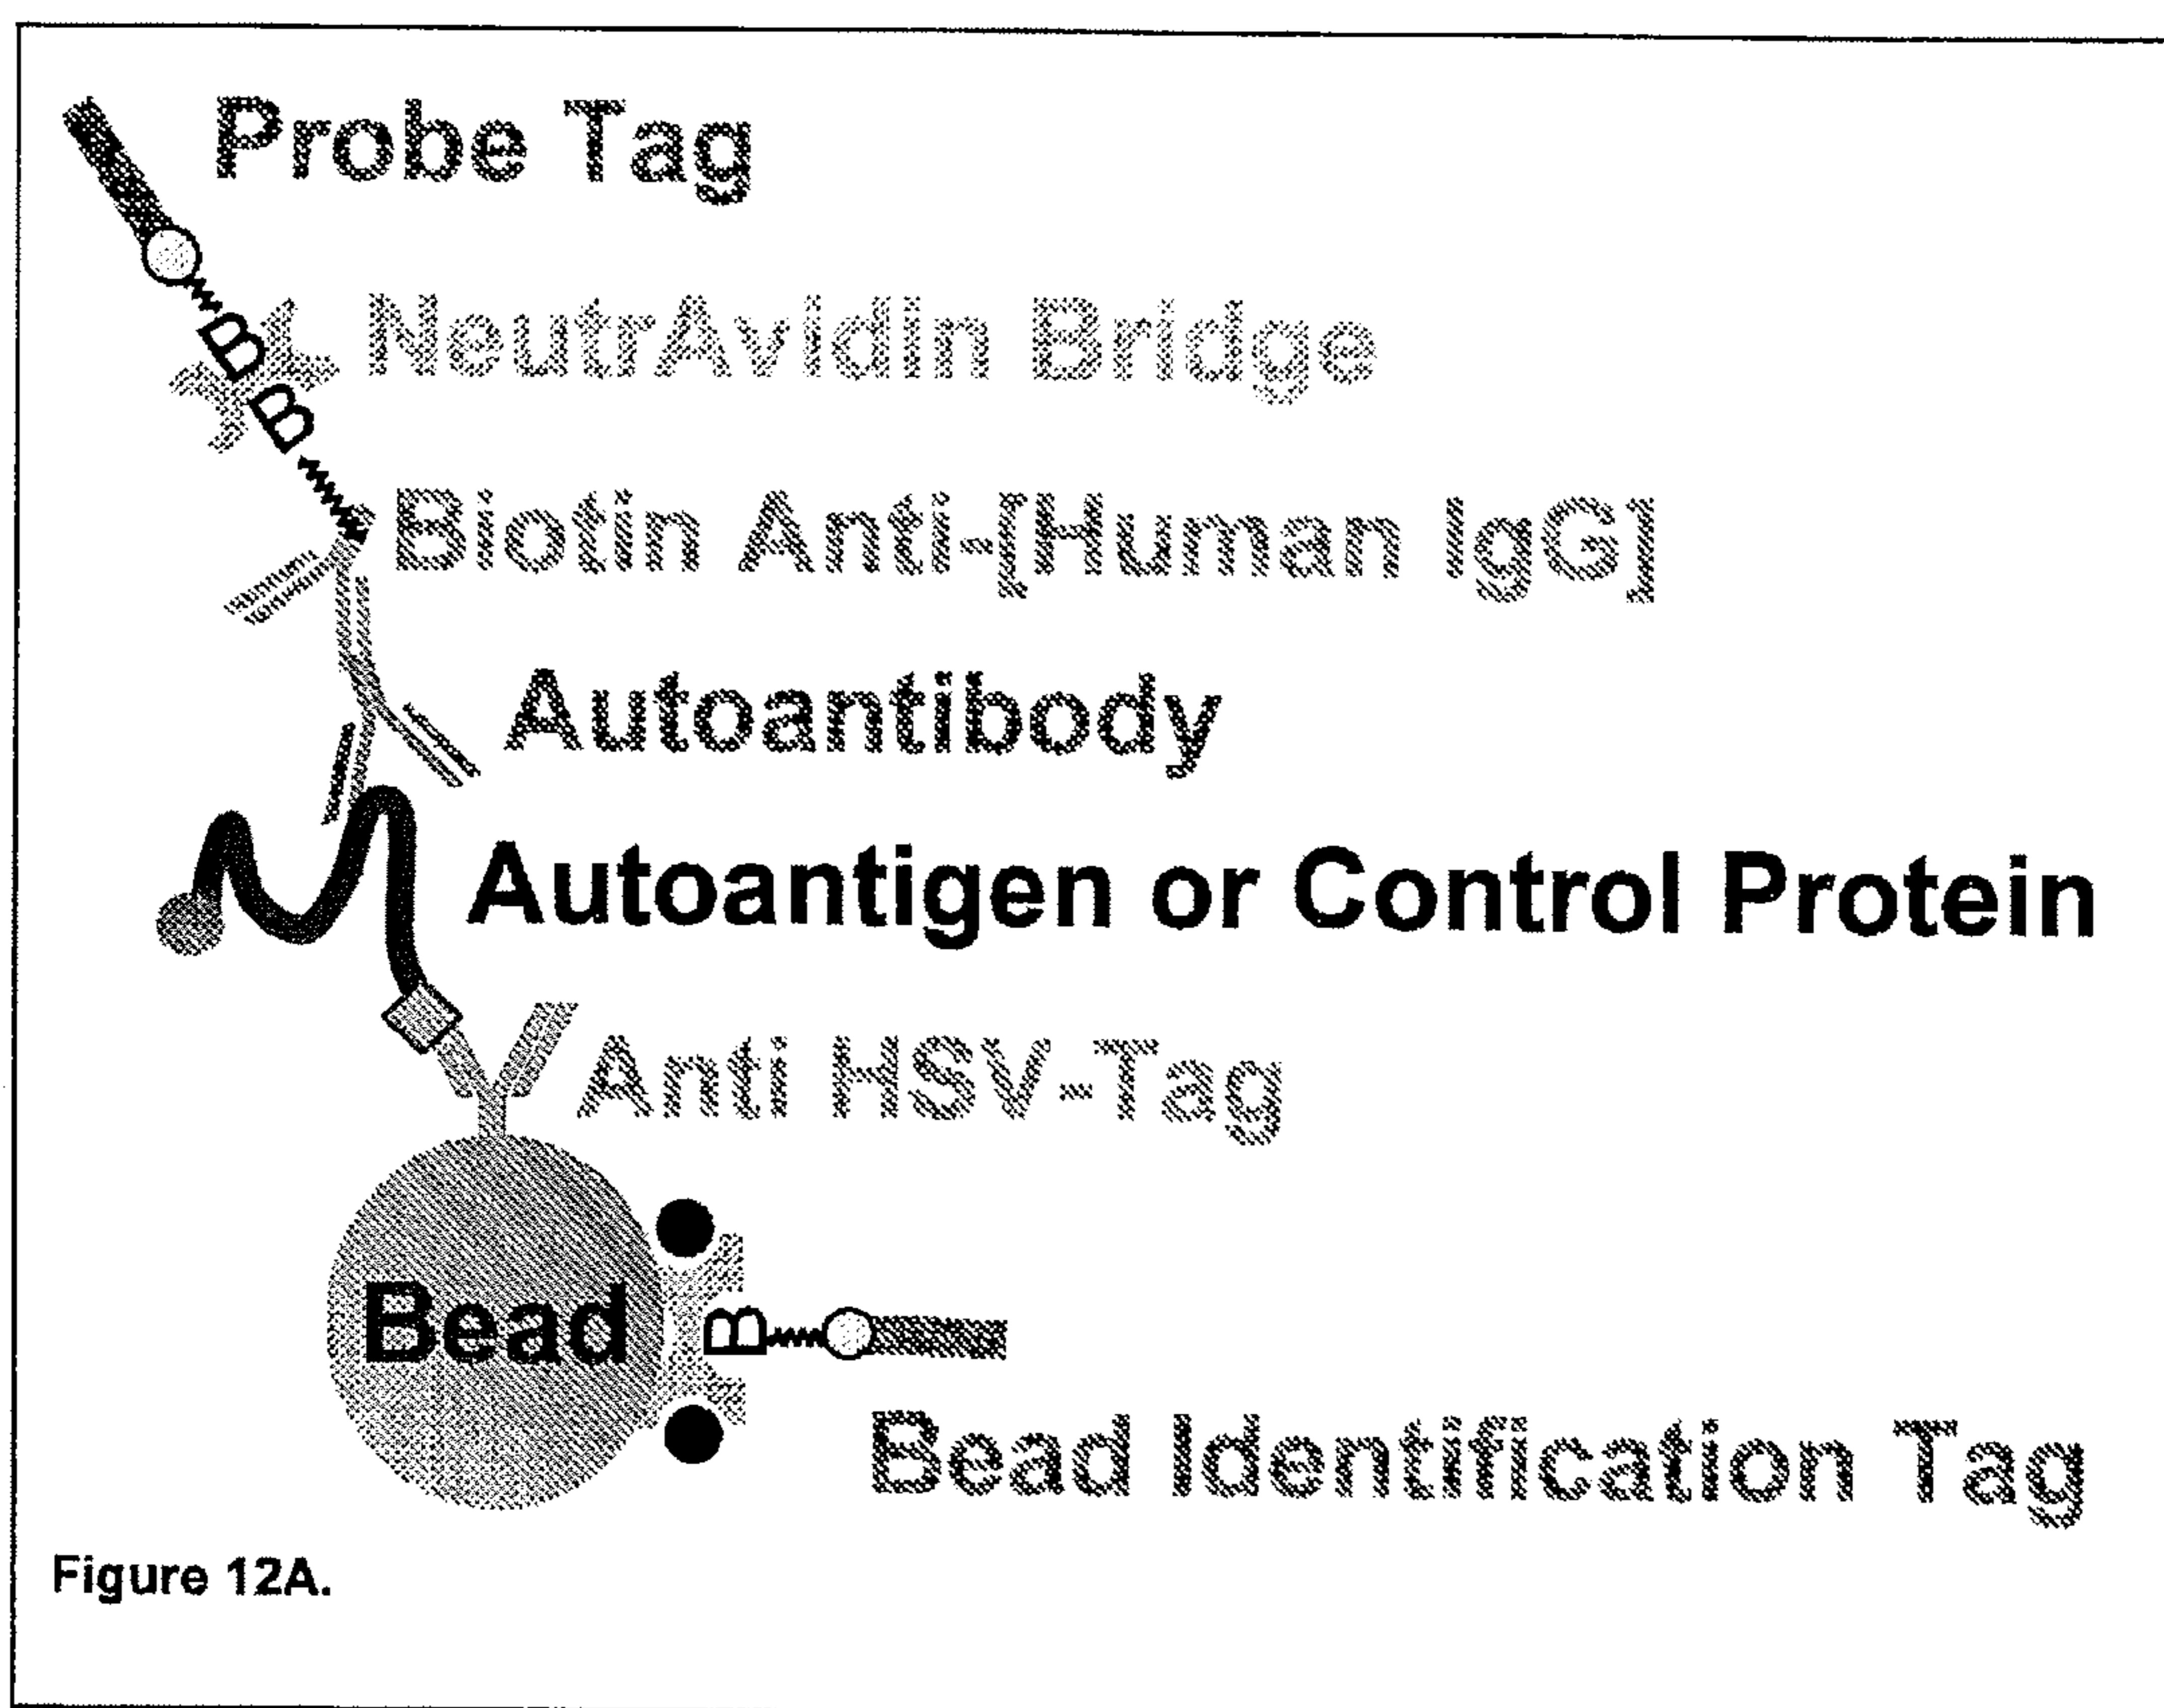 Probe Tag
B
NeutrAvidin Bridge
B
Biotin Anti-[Human IgG]
Autoantibody
Autoantigen or Control Protein
Anti HSV-Tag
Bead
B
Bead Identification Tag
Figure 12A.